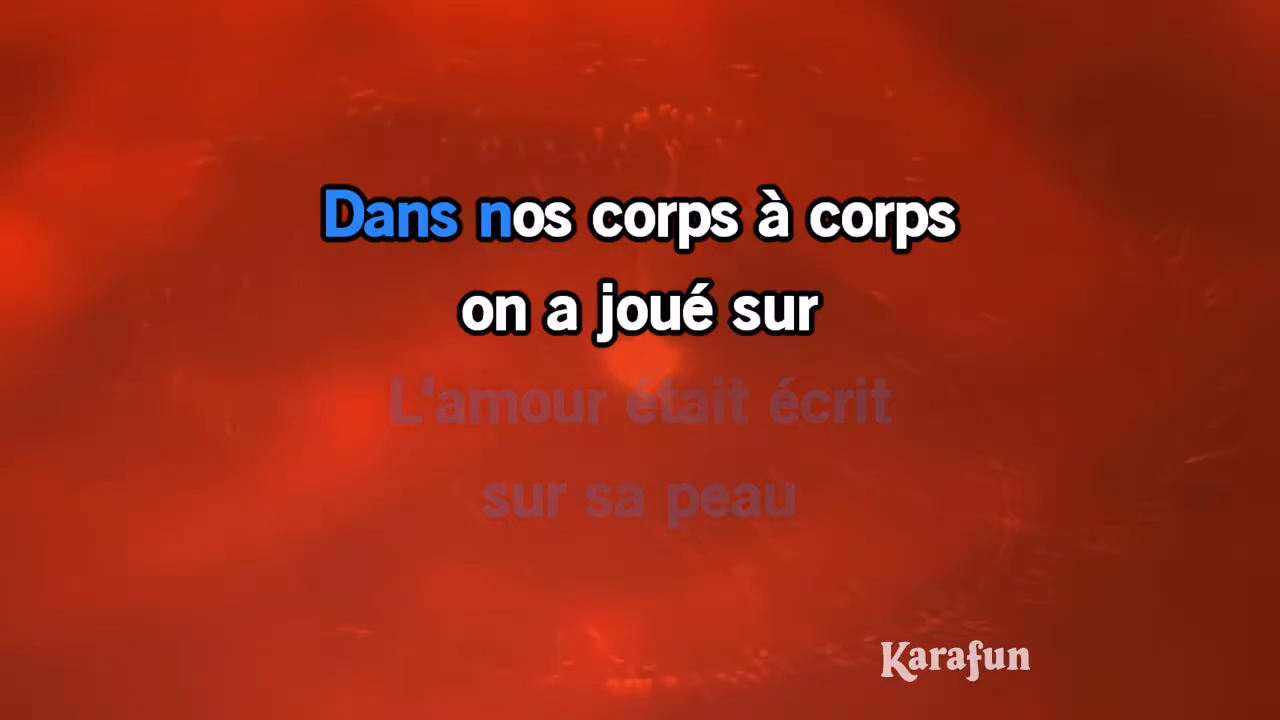 Dans nos corps à corps
on a joué sur
L'amour était écrit
sur sa peau
Karafun